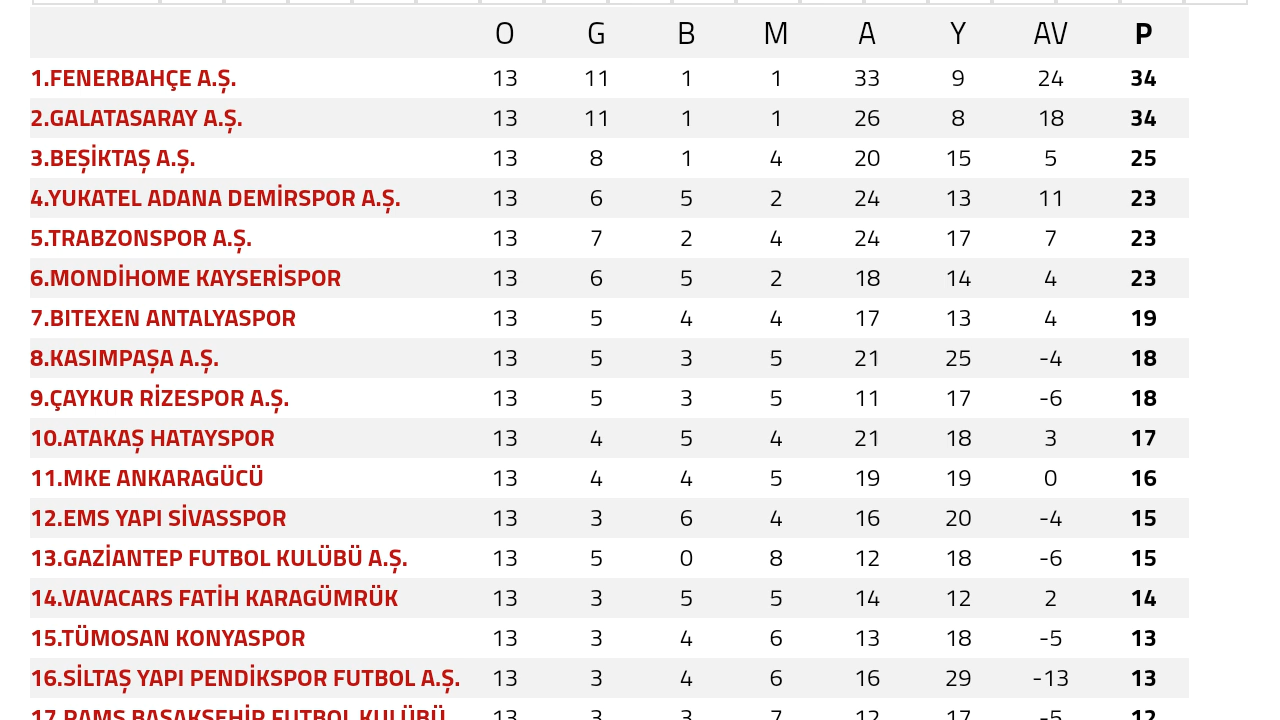 O G B M A Y AV P
1.FENERBAHÇE A.Ş. 13 11 1 1 33 9 24 34
2.GALATASARAY A.Ş. 13 11 1 1 26 8 18 34
3.BEŞİKTAŞ A.Ş. 13 8 1 4 20 15 5 25
4.YUKATEL ADANA DEMİRSPOR A.Ş. 13 6 5 2 24 13 11 23
5.TRABZONSPOR A.Ş. 13 7 2 4 24 17 7 23
6.MONDİHOME KAYSERİSPOR 13 6 5 2 18 14 4 23
7.BITEXEN ANTALYASPOR 13 5 4 4 17 13 4 19
8.KASIMPAŞA A.Ş. 13 5 3 5 21 25 -4 18
9.ÇAYKUR RİZESPOR A.Ş. 13 5 3 5 11 17 -6 18
10.ATAKAŞ HATAYSPOR 13 4 5 4 21 18 3 17
11.MKE ANKARAGÜCÜ 13 4 4 5 19 19 0 16
12.EMS YAPI SİVASSPOR 13 3 6 4 16 20 -4 15
13.GAZİANTEP FUTBOL KULÜBÜ A.Ş. 13 5 0 8 12 18 -6 15
14.VAVACARS FATİH KARAGÜMRÜK 13 3 5 5 14 12 2 14
15.TÜMOSAN KONYASPOR 13 3 4 6 13 18 -5 13
16.SİLTAŞ YAPI PENDİKSPOR FUTBOL A.Ş. 13 3 4 6 16 29 -13 13
17.RAMS BAŞAKŞEHİR FUTBOL KULÜBÜ 13 3 3 7 12 17 -5 12